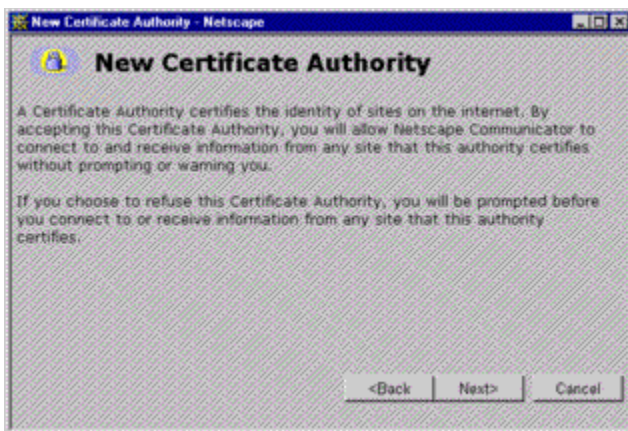 New Certificate Authority - Netscape
New Certificate Authority
A Certificate Authority certifies the identity of sites on the internet. By
accepting this Certificate Authority, you will allow Netscape Communicator to
connect to and receive information from any site that this authority certifies
without prompting or warning you.
If you choose to refuse this Certificate Authority, you will be prompted before
you connect to or receive information from any site that this authority
certifies.
<Back Next> Cancel